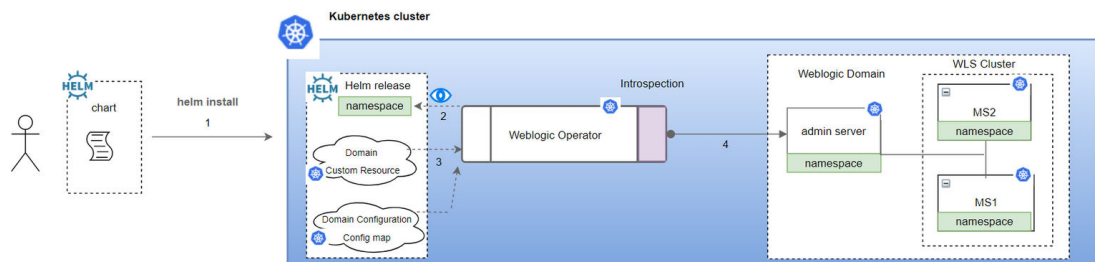 Kubernetes cluster
HELM
chart
helm install
1
HELM
Helm release
namespace
2
Domain
Custom Resource
3
Domain Configuration
Config map
Weblogic Operator
Introspection
4
Weblogic Domain
admin server
namespace
WLS Cluster
MS2
namespace
MS1
namespace